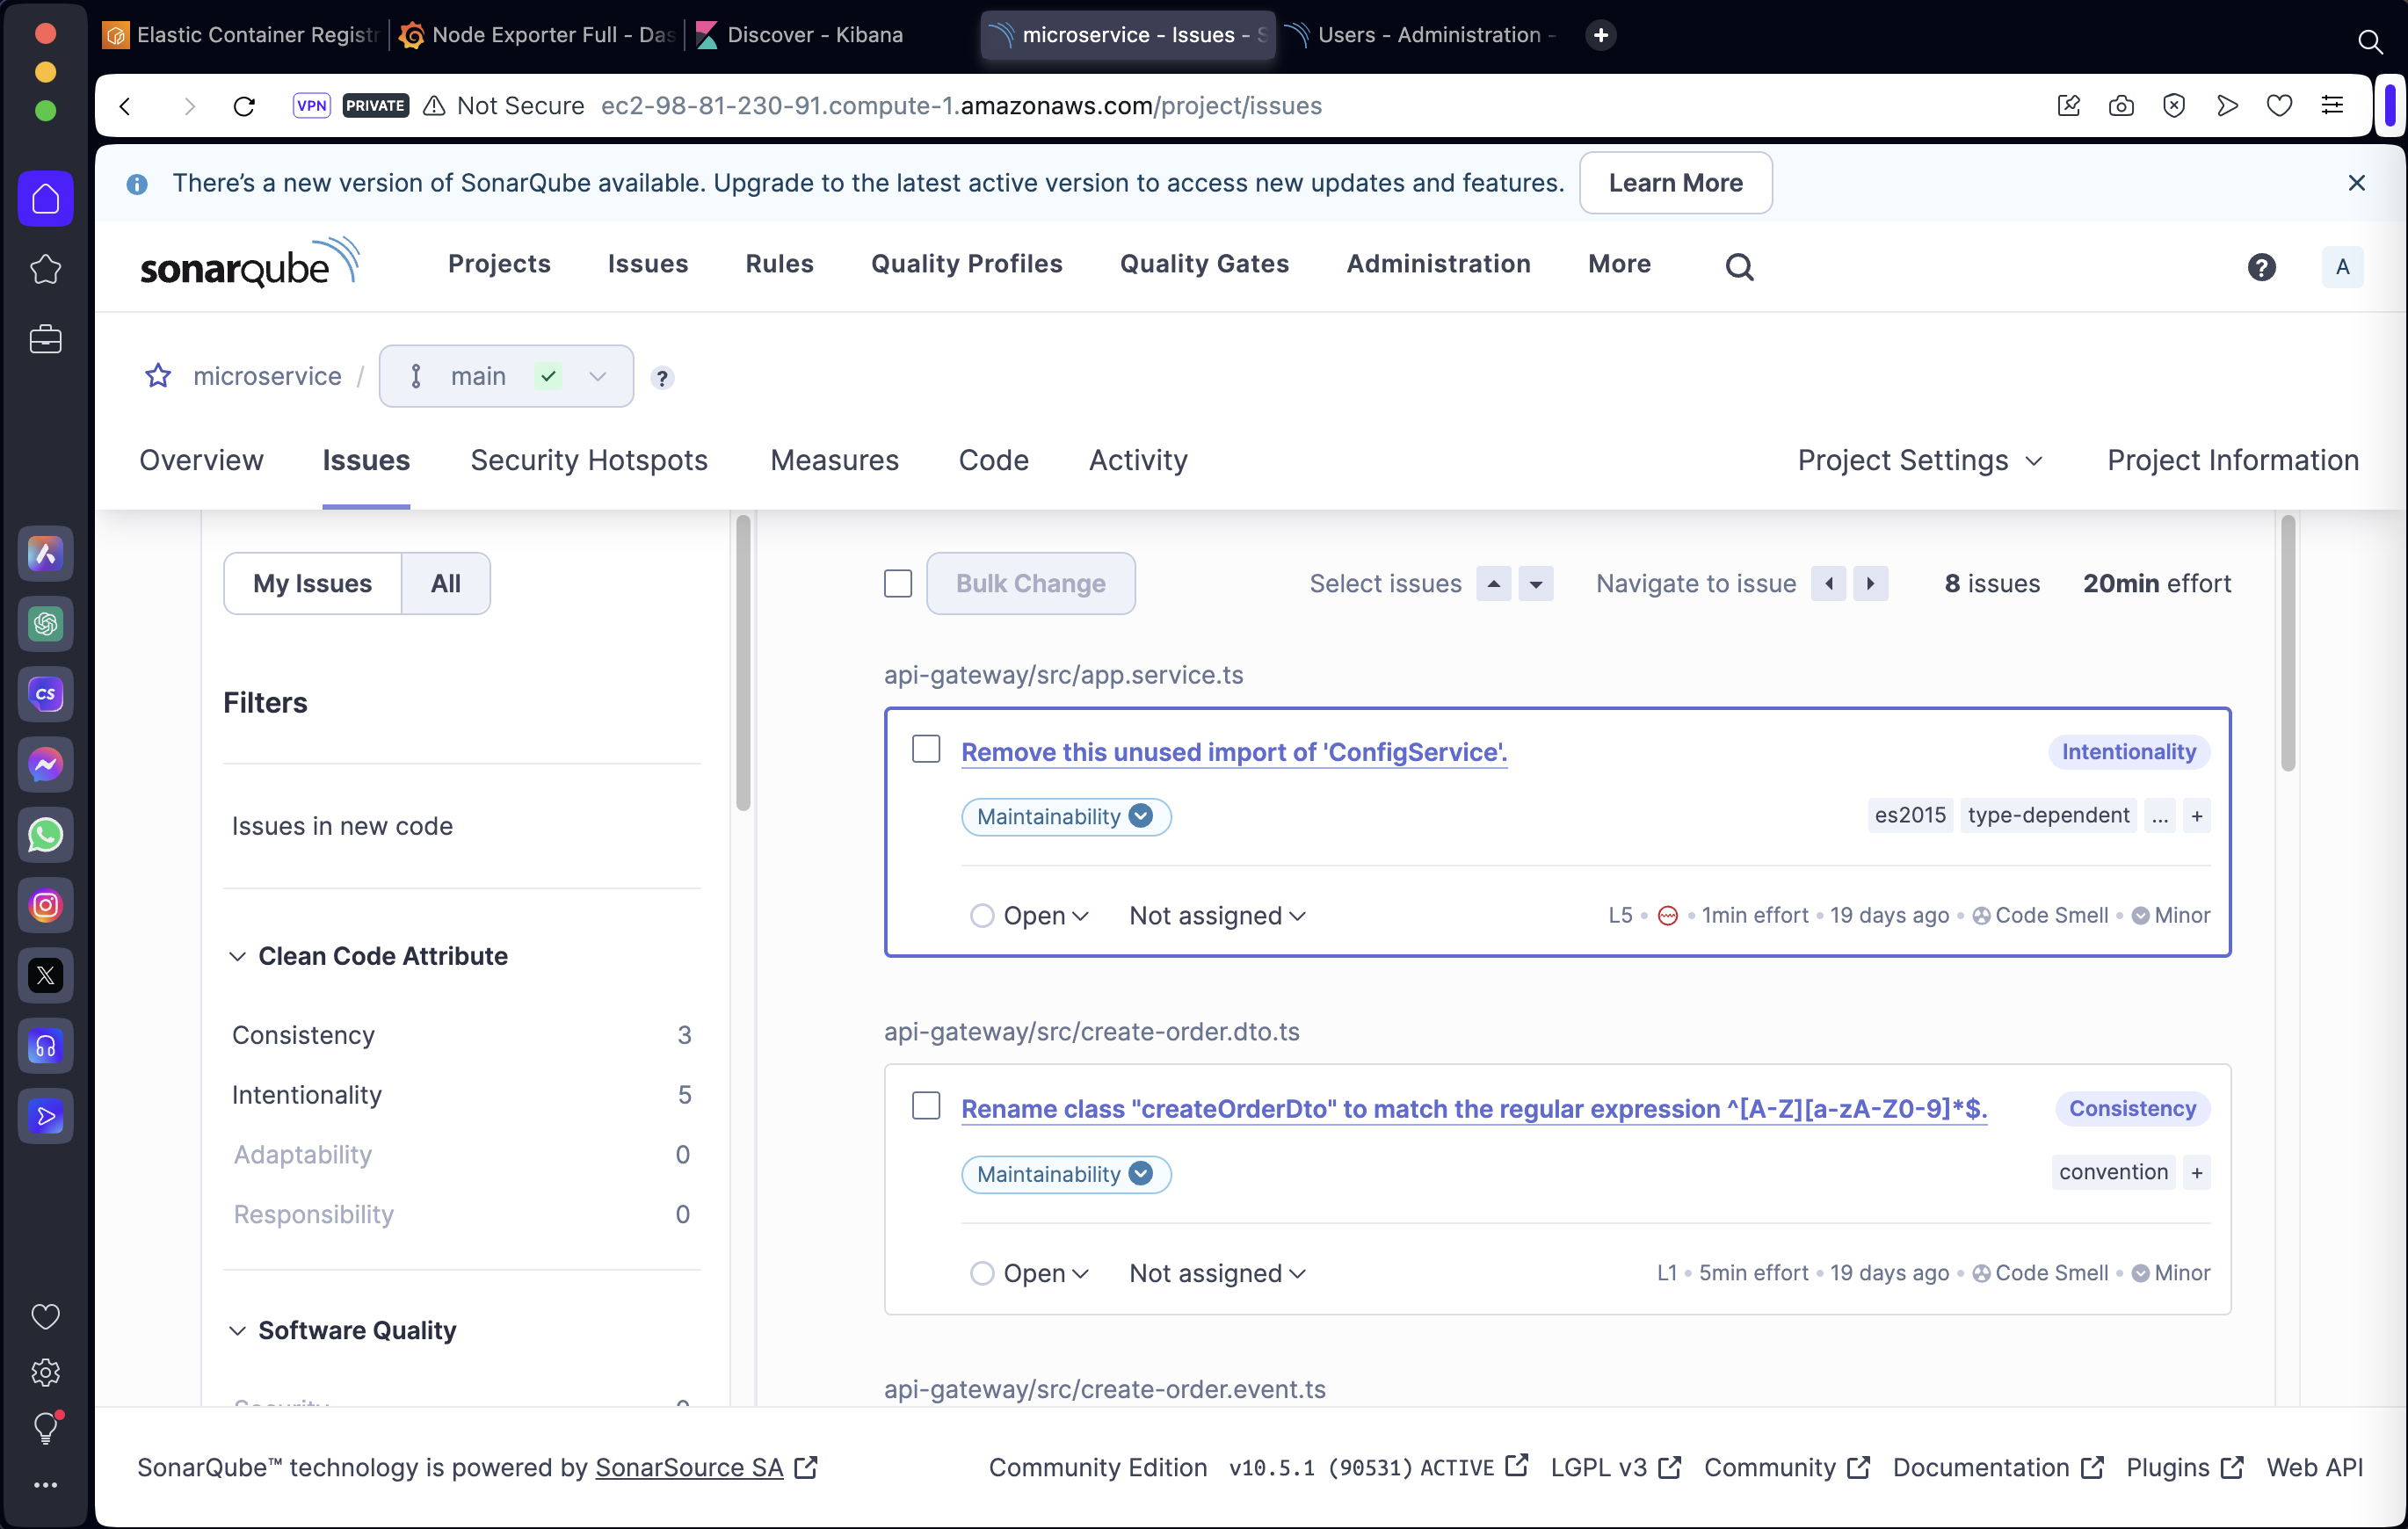 Elastic Container Registr
Node Exporter Full - Das
Discover - Kibana
microservice - Issues - S
Users - Administration -
VPN
PRIVATE
Not Secure
ec2-98-81-230-91.compute-1.amazonaws.com/project/issues
There’s a new version of SonarQube available. Upgrade to the latest active version to access new updates and features.
Learn More
sonarqube
Projects
Issues
Rules
Quality Profiles
Quality Gates
Administration
More
?
A
microservice / main
?
Overview
Issues
Security Hotspots
Measures
Code
Activity
Project Settings
Project Information
My Issues
All
Bulk Change
Select issues
Navigate to issue
8 issues
20min effort
Filters
Issues in new code
Clean Code Attribute
Consistency 3
Intentionality 5
Adaptability 0
Responsibility 0
Software Quality
Security 0
api-gateway/src/app.service.ts
Remove this unused import of 'ConfigService'.
Intentionality
Maintainability
es2015 type-dependent ... +
Open
Not assigned
L5 • 1min effort • 19 days ago • Code Smell • Minor
api-gateway/src/create-order.dto.ts
Rename class "createOrderDto" to match the regular expression ^[A-Z][a-zA-Z0-9]*$.
Consistency
Maintainability
convention +
Open
Not assigned
L1 • 5min effort • 19 days ago • Code Smell • Minor
api-gateway/src/create-order.event.ts
SonarQube™ technology is powered by SonarSource SA
Community Edition
v10.5.1 (90531) ACTIVE
LGPL v3
Community
Documentation
Plugins
Web API
CS